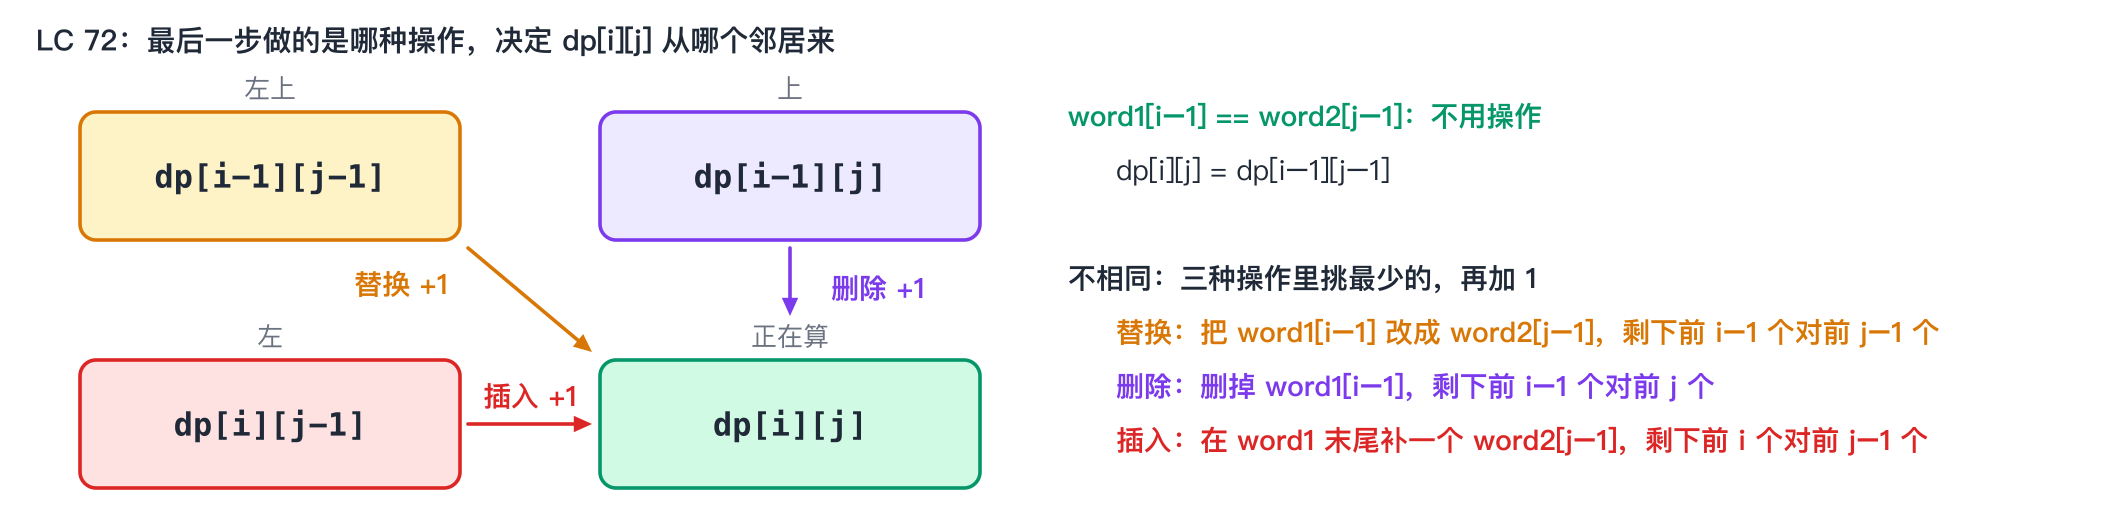 LC 72：最后一步做的是哪种操作，决定 dp[i][j] 从哪个邻居来
左上
上
dp[i−1][j−1]
dp[i−1][j]
替换 +1
删除 +1
左
正在算
dp[i][j−1]
插入 +1
dp[i][j]
word1[i−1] == word2[j−1]：不用操作
dp[i][j] = dp[i−1][j−1]
不相同：三种操作里挑最少的，再加 1
替换：把 word1[i−1] 改成 word2[j−1]，剩下前 i−1 个对前 j−1 个
删除：删掉 word1[i−1]，剩下前 i−1 个对前 j 个
插入：在 word1 末尾补一个 word2[j−1]，剩下前 i 个对前 j−1 个